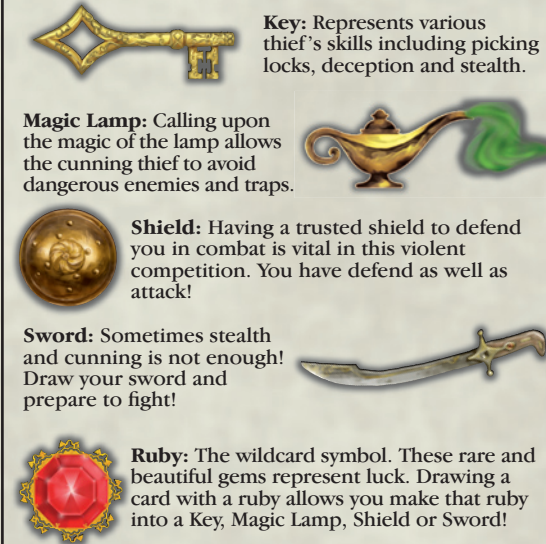 Key: Represents various
thief's skills including picking
locks, deception and stealth.
Magic Lamp: Calling upon
the magic of the lamp allows
the cunning thief to avoid
dangerous enemies and traps.
Shield: Having a trusted shield to defend
you in combat is vital in this violent
competition. You have defend as well as
attack!
Sword: Sometimes stealth
and cunning is not enough!
Draw your sword and
prepare to fight!
Ruby: The wildcard symbol. These rare and
beautiful gems represent luck. Drawing a
card with a ruby allows you make that ruby
into a Key, Magic Lamp, Shield or Sword!